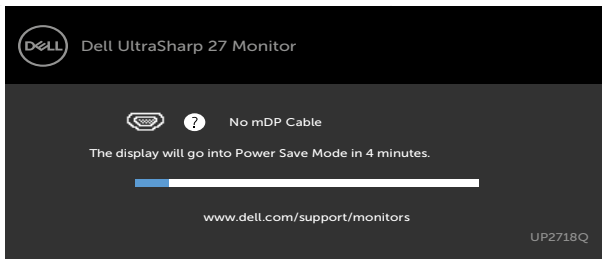 DELL Dell UltraSharp 27 Monitor
? No mDP Cable
The display will go into Power Save Mode in 4 minutes.
www.dell.com/support/monitors
UP2718Q